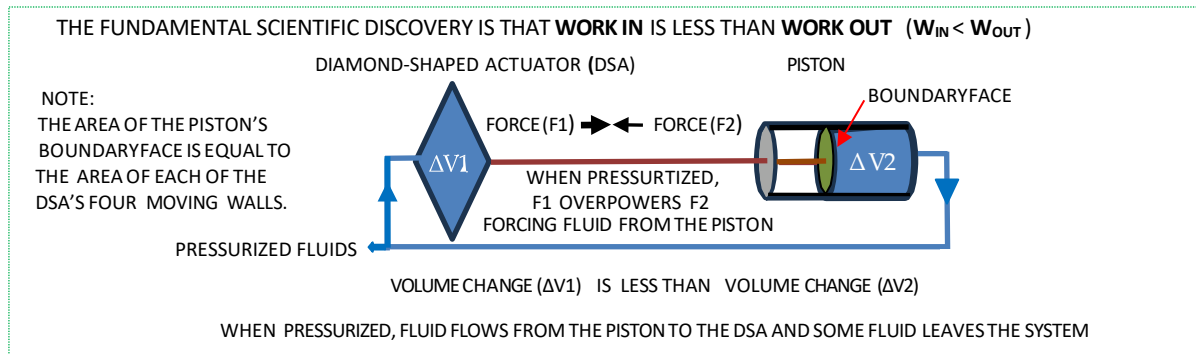 THE FUNDAMENTAL SCIENTIFIC DISCOVERY IS THAT WORK IN IS LESS THAN WORK OUT (WIN < WOUT)
DIAMOND-SHAPED ACTUATOR (DSA)
PISTON
NOTE:
THE AREA OF THE PISTON'S
BOUNDARYFACE IS EQUAL TO
THE AREA OF EACH OF THE
DSA'S FOUR MOVING WALLS.
BOUNDARYFACE
FORCE (F1)
FORCE (F2)
ΔV1
ΔV2
WHEN PRESSURTIZED,
F1 OVERPOWERS F2
FORCING FLUID FROM THE PISTON
PRESSURIZED FLUIDS
VOLUME CHANGE (ΔV1) IS LESS THAN VOLUME CHANGE (ΔV2)
WHEN PRESSURIZED, FLUID FLOWS FROM THE PISTON TO THE DSA AND SOME FLUID LEAVES THE SYSTEM